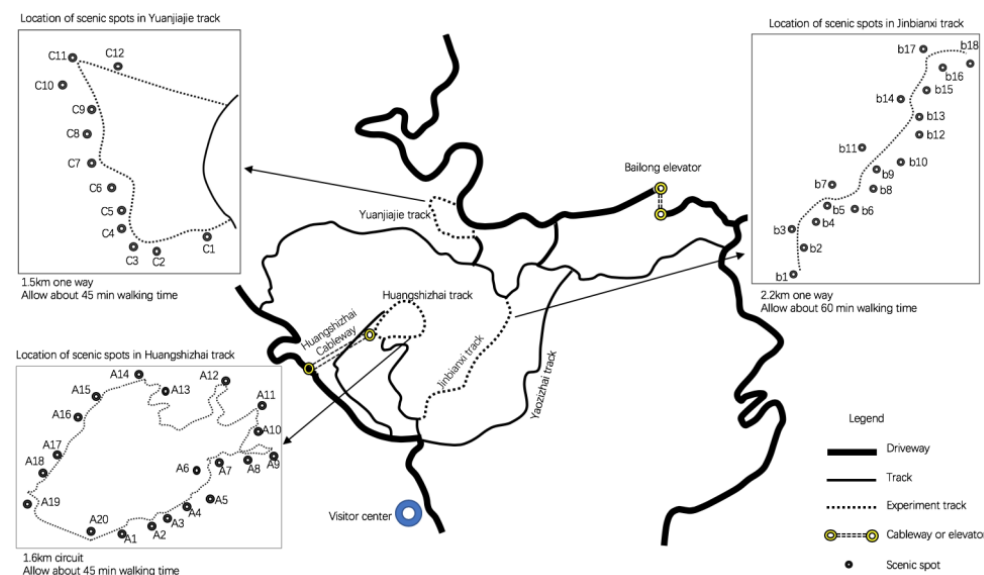 Location of scenic spots in Yuanjiajie track
C11
C12
C10
C9
C8
C7
C6
C5
C4
C3
C2
C1
1.5km one way
Allow about 45 min walking time
Location of scenic spots in Jinbianxi track
b17
b18
b16
b15
b14
b13
b12
b11
b10
b9
b8
b7
b6
b5
b4
b3
b2
b1
2.2km one way
Allow about 60 min walking time
Bailong elevator
Yuanjiajie track
Huangshizhai track
Huangshizhai
Cableway
Jinbianxi track
Yaozizhai track
Visitor center
Location of scenic spots in Huangshizhai track
A14
A13
A12
A15
A11
A16
A10
A17
A18
A6
A7
A8
A9
A19
A5
A4
A3
A20
A1
A2
1.6km circuit
Allow about 45 min walking time
Legend
Driveway
Track
Experiment track
Cableway or elevato
Scenic spot